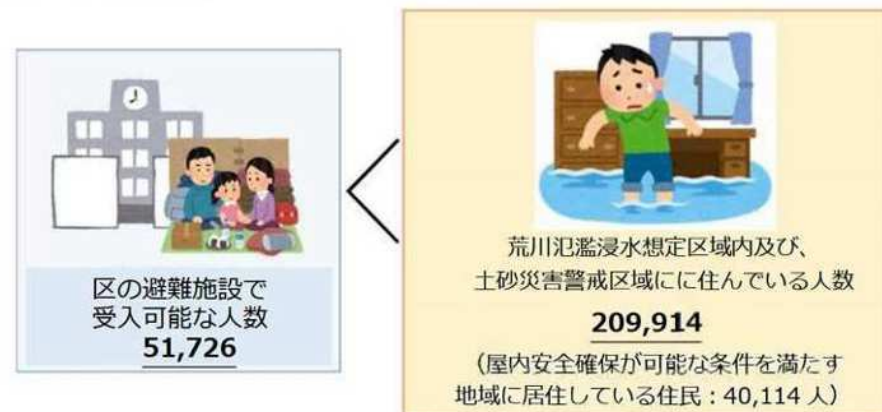 区の避難施設で
受入可能な人数
51,726
荒川氾濫浸水想定区域内及び、
土砂災害警戒区域にに住んでいる人数
209,914
（屋内安全確保が可能な条件を満たす
地域に居住している住民：40,114 人）